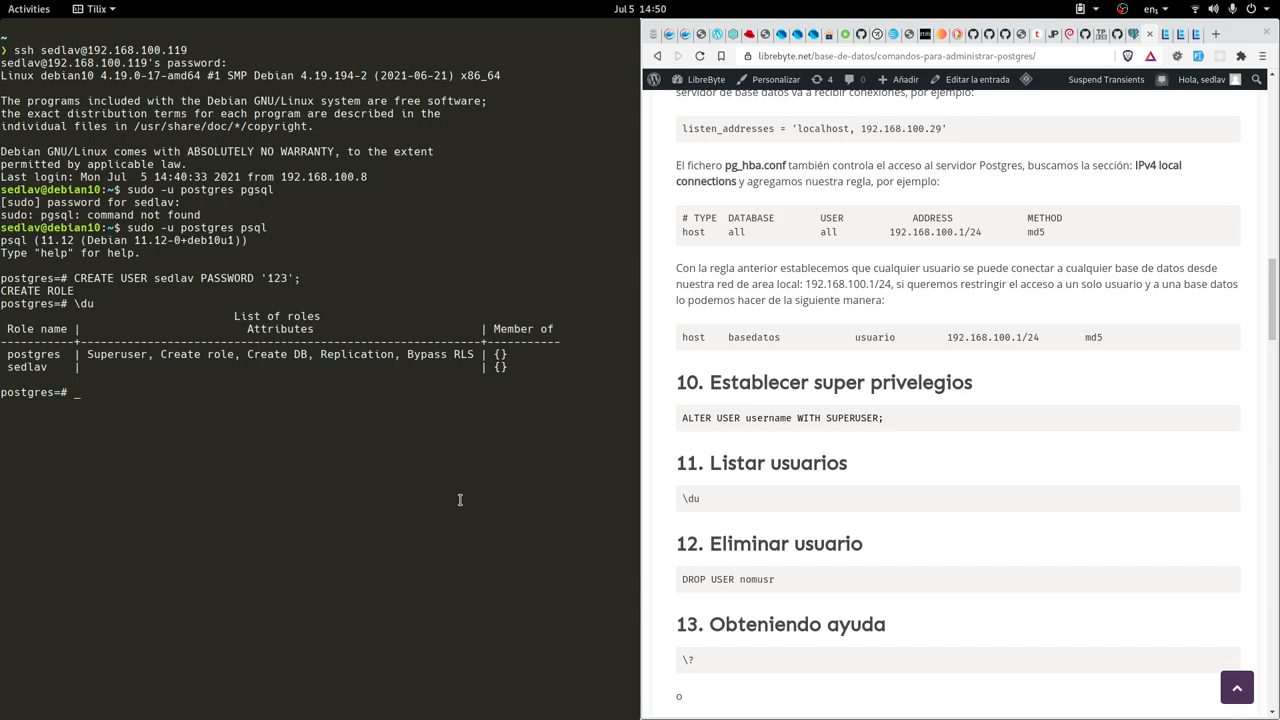 Activities
Tilix
Jul 5 14:50
en₁
~
❯ ssh sedlav@192.168.100.119
sedlav@192.168.100.119's password:
Linux debian10 4.19.0-17-amd64 #1 SMP Debian 4.19.194-2 (2021-06-21) x86_64
The programs included with the Debian GNU/Linux system are free software;
the exact distribution terms for each program are described in the
individual files in /usr/share/doc/*/copyright.
Debian GNU/Linux comes with ABSOLUTELY NO WARRANTY, to the extent
permitted by applicable law.
Last login: Mon Jul  5 14:40:33 2021 from 192.168.100.8
sedlav@debian10:~$ sudo -u postgres pgsql
[sudo] password for sedlav:
sudo: pgsql: command not found
sedlav@debian10:~$ sudo -u postgres psql
psql (11.12 (Debian 11.12-0+deb10u1))
Type "help" for help.
postgres=# CREATE USER sedlav PASSWORD '123';
CREATE ROLE
postgres=# \du
List of roles
Role name | Attributes | Member of
-----------+------------------------------------------------------------+-----------
postgres | Superuser, Create role, Create DB, Replication, Bypass RLS | {}
sedlav | | {}
postgres=# _
librebyte.net/base-de-datos/comandos-para-administrar-postgres/
LibreByte Personalizar 4 0 Añadir Editar la entrada Suspend Transients Hola, sedlav
servidor de base datos va a recibir conexiones, por ejemplo:
listen_addresses = 'localhost, 192.168.100.29'
El fichero pg_hba.conf también controla el acceso al servidor Postgres, buscamos la sección: IPv4 local
connections y agregamos nuestra regla, por ejemplo:
# TYPE DATABASE USER ADDRESS METHOD
host all all 192.168.100.1/24 md5
Con la regla anterior establecemos que cualquier usuario se puede conectar a cualquier base de datos desde
nuestra red de area local: 192.168.100.1/24, si queremos restringir el acceso a un solo usuario y a una base datos
lo podemos hacer de la siguiente manera:
host basedatos usuario 192.168.100.1/24 md5
10. Establecer super privelegios
ALTER USER username WITH SUPERUSER;
11. Listar usuarios
\du
12. Eliminar usuario
DROP USER nomusr
13. Obteniendo ayuda
\?
o